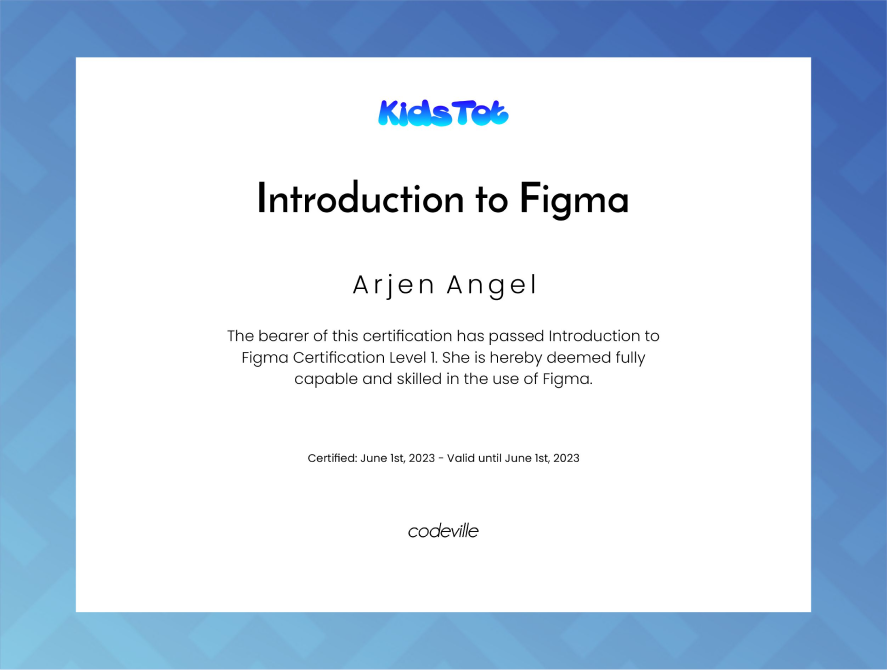 KidsTot
Introduction to Figma
Arjen Angel
The bearer of this certification has passed Introduction to
Figma Certification Level 1. She is hereby deemed fully
capable and skilled in the use of Figma.
Certified: June 1st, 2023 - Valid until June 1st, 2023
codeville